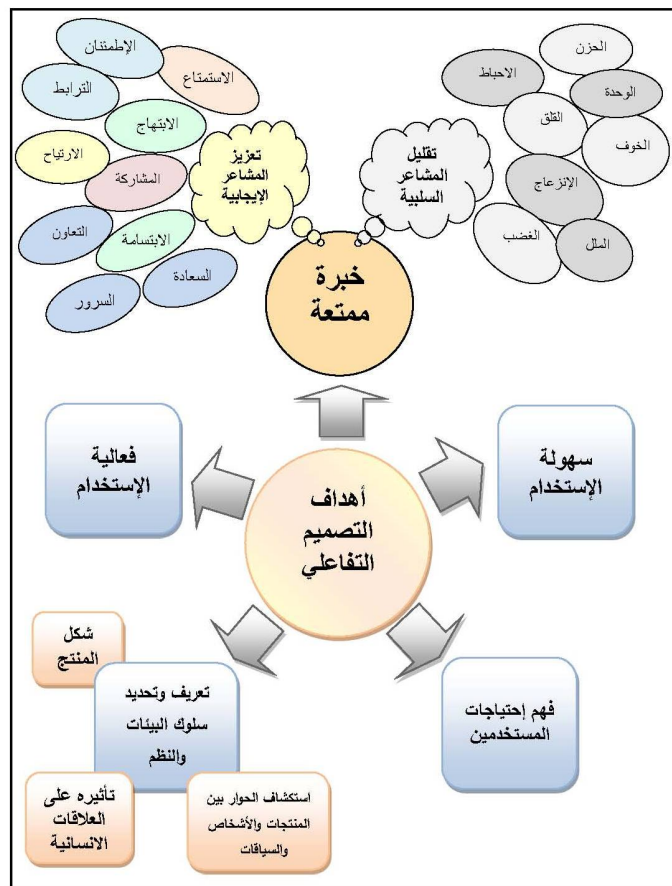 الحزن
الاحباط
الوحدة
القلق
الخوف
الإنزعاج
الغضب
الملل
تقليل
المشاعر
السلبية
الإطمئنان
الاستمتاع
الترابط
الابتهاج
الارتياح
المشاركة
التعاون
الابتسامة
السعادة
السرور
تعزيز
المشاعر
الإيجابية
خبرة
ممتعة
أهداف
التصميم
التفاعلي
سهولة
الإستخدام
فعالية
الإستخدام
فهم إحتياجات
المستخدمين
تعريف وتحديد
سلوك البيئات
والنظم
شكل
المنتج
استكشاف الحوار بين
المنتجات والأشخاص
والسياقات
تأثيره على
العلاقات
الانسانية